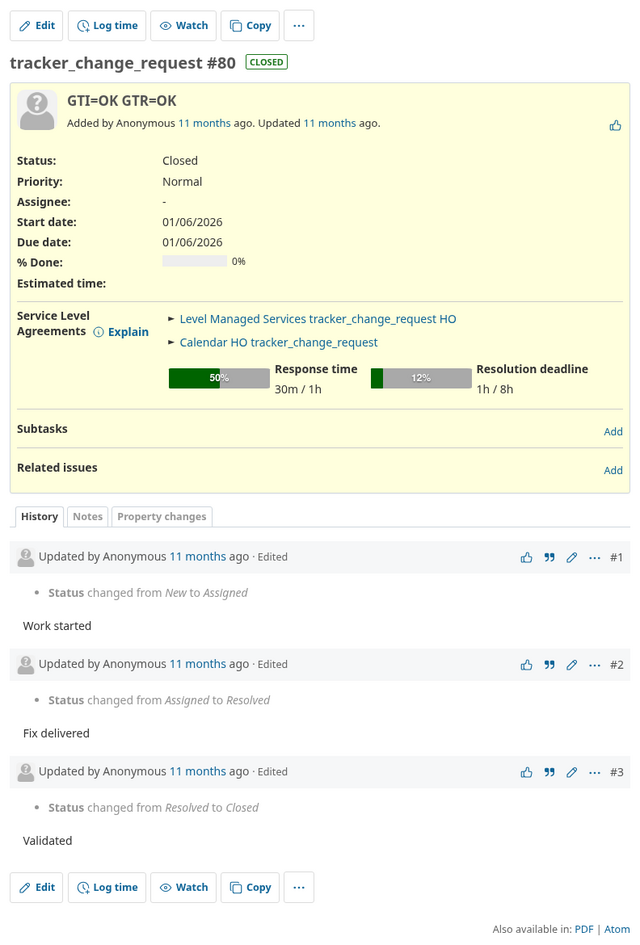 Edit Log time Watch Copy ...
tracker_change_request #80 CLOSED
GTI=OK GTR=OK
Added by Anonymous 11 months ago. Updated 11 months ago.
Status: Closed
Priority: Normal
Assignee: -
Start date: 01/06/2026
Due date: 01/06/2026
% Done: 0%
Estimated time:
Service Level Agreements Explain
► Level Managed Services tracker_change_request HO
► Calendar HO tracker_change_request
50% Response time 30m / 1h
12% Resolution deadline 1h / 8h
Subtasks Add
Related issues Add
History Notes Property changes
Updated by Anonymous 11 months ago · Edited ... #1
• Status changed from New to Assigned
Work started
Updated by Anonymous 11 months ago · Edited ... #2
• Status changed from Assigned to Resolved
Fix delivered
Updated by Anonymous 11 months ago · Edited ... #3
• Status changed from Resolved to Closed
Validated
Edit Log time Watch Copy ...
Also available in: PDF | Atom